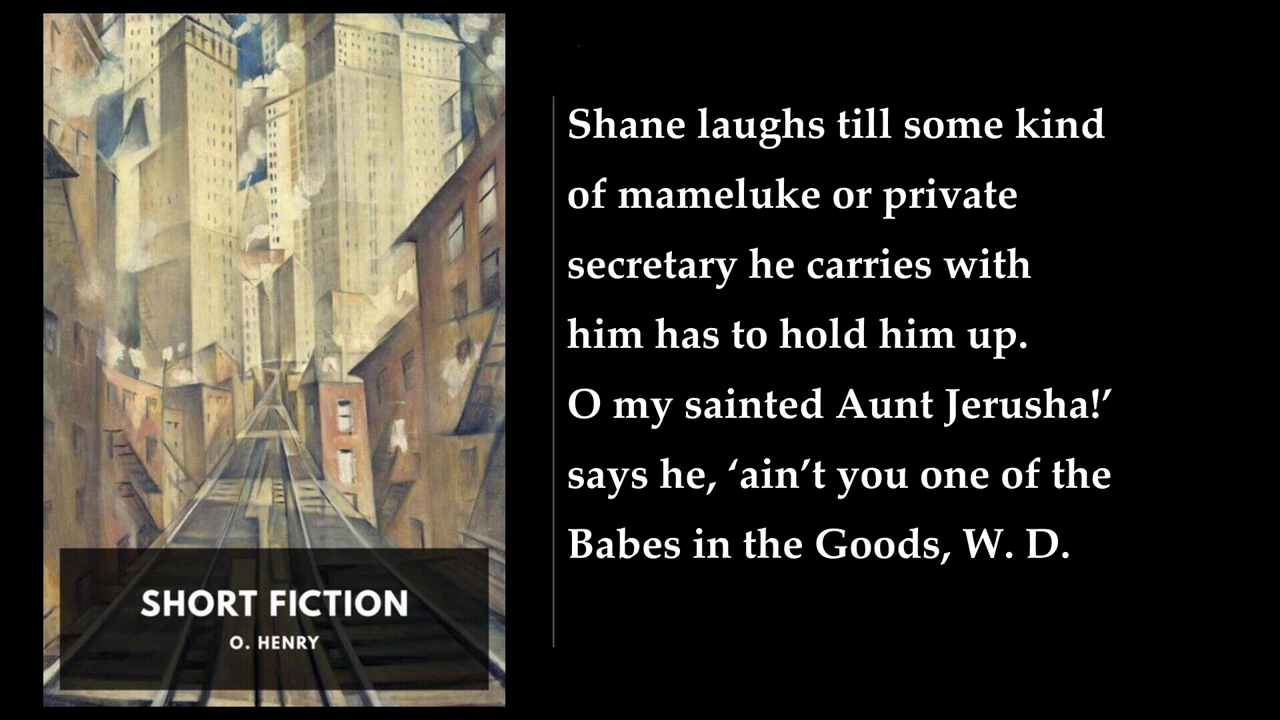 SHORT FICTION
O. HENRY
Shane laughs till some kind
of mameluke or private
secretary he carries with
him has to hold him up.
O my sainted Aunt Jerusha!’
says he, ‘ain’t you one of the
Babes in the Goods, W. D.